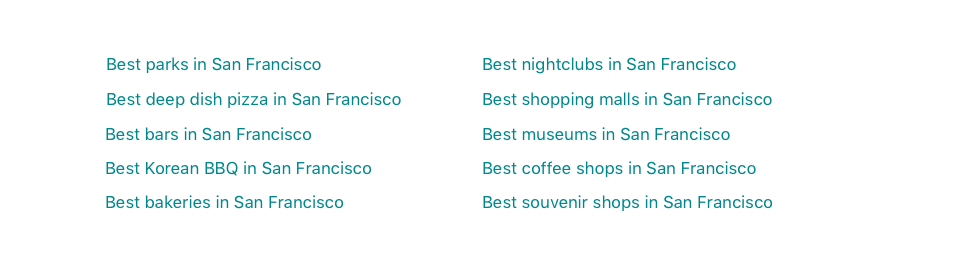 Best parks in San Francisco
Best deep dish pizza in San Francisco
Best bars in San Francisco
Best Korean BBQ in San Francisco
Best bakeries in San Francisco
Best nightclubs in San Francisco
Best shopping malls in San Francisco
Best museums in San Francisco
Best coffee shops in San Francisco
Best souvenir shops in San Francisco